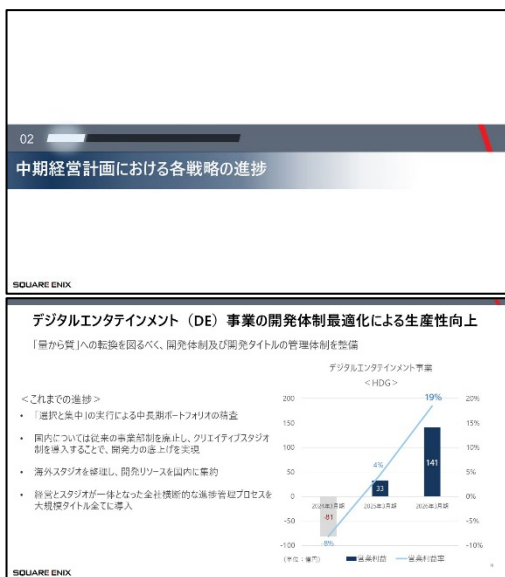 02
中期経営計画における各戦略の進捗
SQUARE ENIX
デジタルエンタテインメント（DE）事業の開発体制最適化による生産性向上
「量から質」への転換を図るべく、開発体制及び開発タイトルの管理体制を整備
＜これまでの進捗＞
• 「選択と集中」の実行による中長期ポートフォリオの精査
• 国内については従来の事業部制を廃止し、クリエイティブスタジオ
制を導入することで、開発力の底上げを実現
• 海外スタジオを整理し、開発リソースを国内に集約
• 経営とスタジオが一体となった全社横断的な進捗管理プロセスを
大規模タイトル全てに導入
デジタルエンタテインメント事業
＜HDG＞
200
150
100
50
0
-50
-100
20%
15%
10%
5%
0%
-5%
-10%
19%
4%
-8%
141
33
-81
2024年3月期
2025年3月期
2026年3月期
（単位：億円）
営業利益
営業利益率
SQUARE ENIX